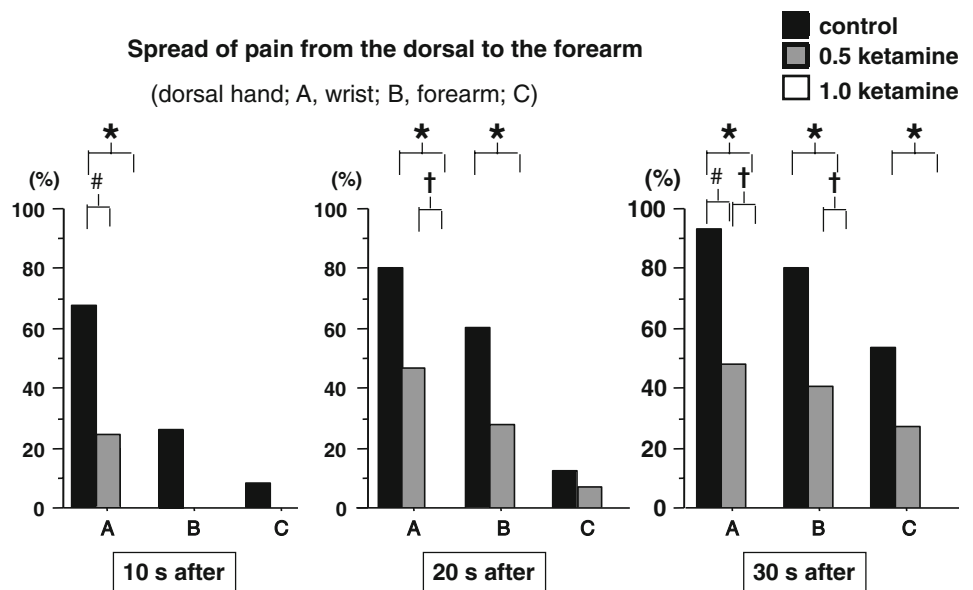 Spread of pain from the dorsal to the forearm
(dorsal hand; A, wrist; B, forearm; C)
control
0.5 ketamine
1.0 ketamine
*
#
(%)
100
80
60
40
20
0
A B C
10 s after
* *
†
(%)
100
80
60
40
20
0
A B C
20 s after
* * *
# † †
(%)
100
80
60
40
20
0
A B C
30 s after